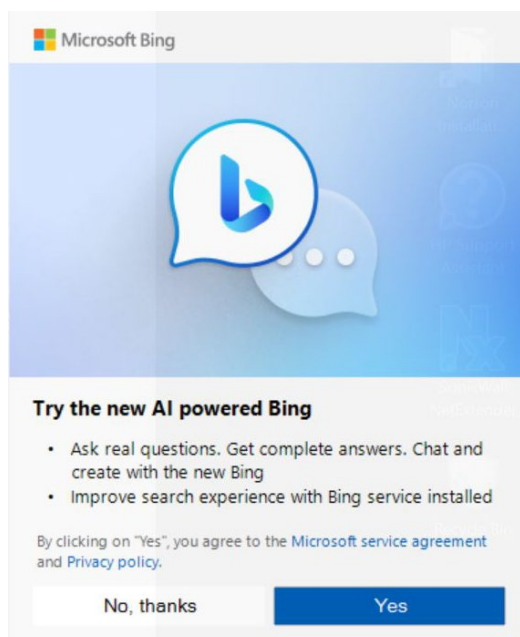 Microsoft Bing
Try the new AI powered Bing
• Ask real questions. Get complete answers. Chat and
create with the new Bing
• Improve search experience with Bing service installed
By clicking on "Yes", you agree to the Microsoft service agreement
and Privacy policy.
No, thanks
Yes